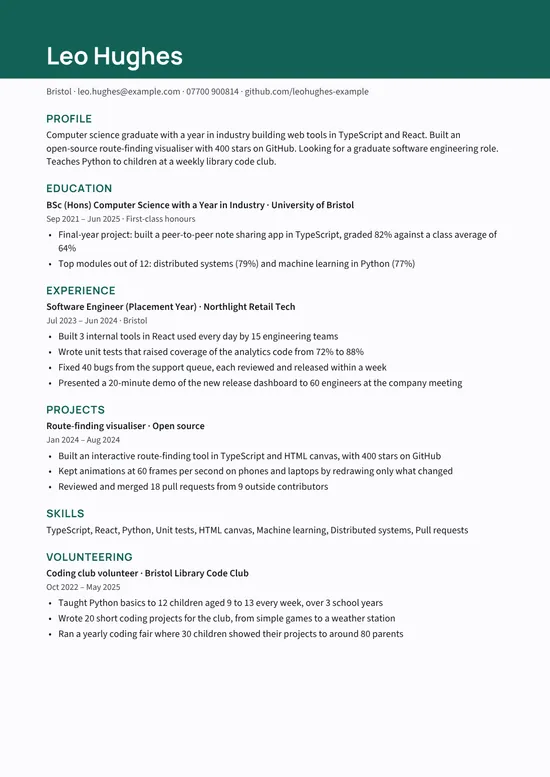 Leo Hughes
Bristol · leo.hughes@example.com · 07700 900814 · github.com/leohughes-example
PROFILE
Computer science graduate with a year in industry building web tools in TypeScript and React. Built an
open-source route-finding visualiser with 400 stars on GitHub. Looking for a graduate software engineering role.
Teaches Python to children at a weekly library code club.
EDUCATION
BSc (Hons) Computer Science with a Year in Industry · University of Bristol
Sep 2021 – Jun 2025 · First-class honours
• Final-year project: built a peer-to-peer note sharing app in TypeScript, graded 82% against a class average of
64%
• Top modules out of 12: distributed systems (79%) and machine learning in Python (77%)
EXPERIENCE
Software Engineer (Placement Year) · Northlight Retail Tech
Jul 2023 – Jun 2024 · Bristol
• Built 3 internal tools in React used every day by 15 engineering teams
• Wrote unit tests that raised coverage of the analytics code from 72% to 88%
• Fixed 40 bugs from the support queue, each reviewed and released within a week
• Presented a 20-minute demo of the new release dashboard to 60 engineers at the company meeting
PROJECTS
Route-finding visualiser · Open source
Jan 2024 – Aug 2024
• Built an interactive route-finding tool in TypeScript and HTML canvas, with 400 stars on GitHub
• Kept animations at 60 frames per second on phones and laptops by redrawing only what changed
• Reviewed and merged 18 pull requests from 9 outside contributors
SKILLS
TypeScript, React, Python, Unit tests, HTML canvas, Machine learning, Distributed systems, Pull requests
VOLUNTEERING
Coding club volunteer · Bristol Library Code Club
Oct 2022 – May 2025
• Taught Python basics to 12 children aged 9 to 13 every week, over 3 school years
• Wrote 20 short coding projects for the club, from simple games to a weather station
• Ran a yearly coding fair where 30 children showed their projects to around 80 parents